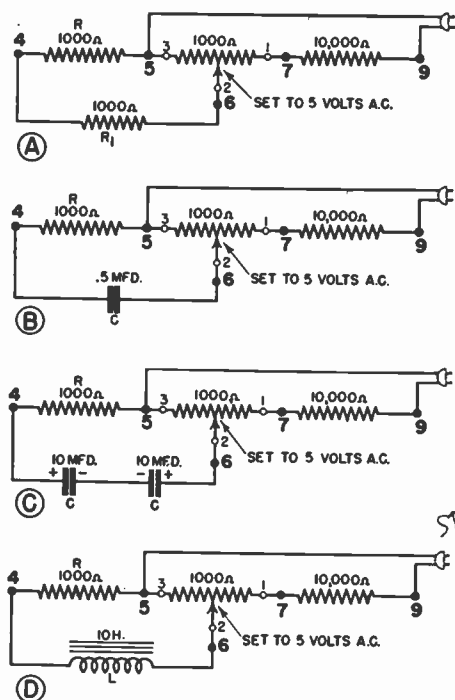 R
4 1000Ω 5 3 1000Ω 1 7 10,000Ω 9
2
1000Ω 6 SET TO 5 VOLTS A.C.
R1
A
R
4 1000Ω 5 3 1000Ω 1 7 10,000Ω 9
2
.5 MFD. 6 SET TO 5 VOLTS A.C.
C
B
R
4 1000Ω 5 3 1000Ω 1 7 10,000Ω 9
2
10 MFD. 10 MFD. 6 SET TO 5 VOLTS A.C.
+ - - +
C C
C
R
4 1000Ω 5 3 1000Ω 1 7 10,000Ω 9
2
10 H. 6 SET TO 5 VOLTS A.C.
L
D